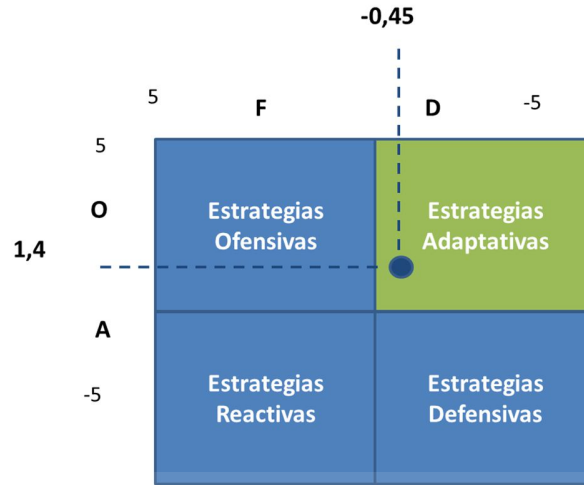 -0,45
5
F
D
-5
5
O
Estrategias
Ofensivas
Estrategias
Adaptativas
1,4
A
-5
Estrategias
Reactivas
Estrategias
Defensivas